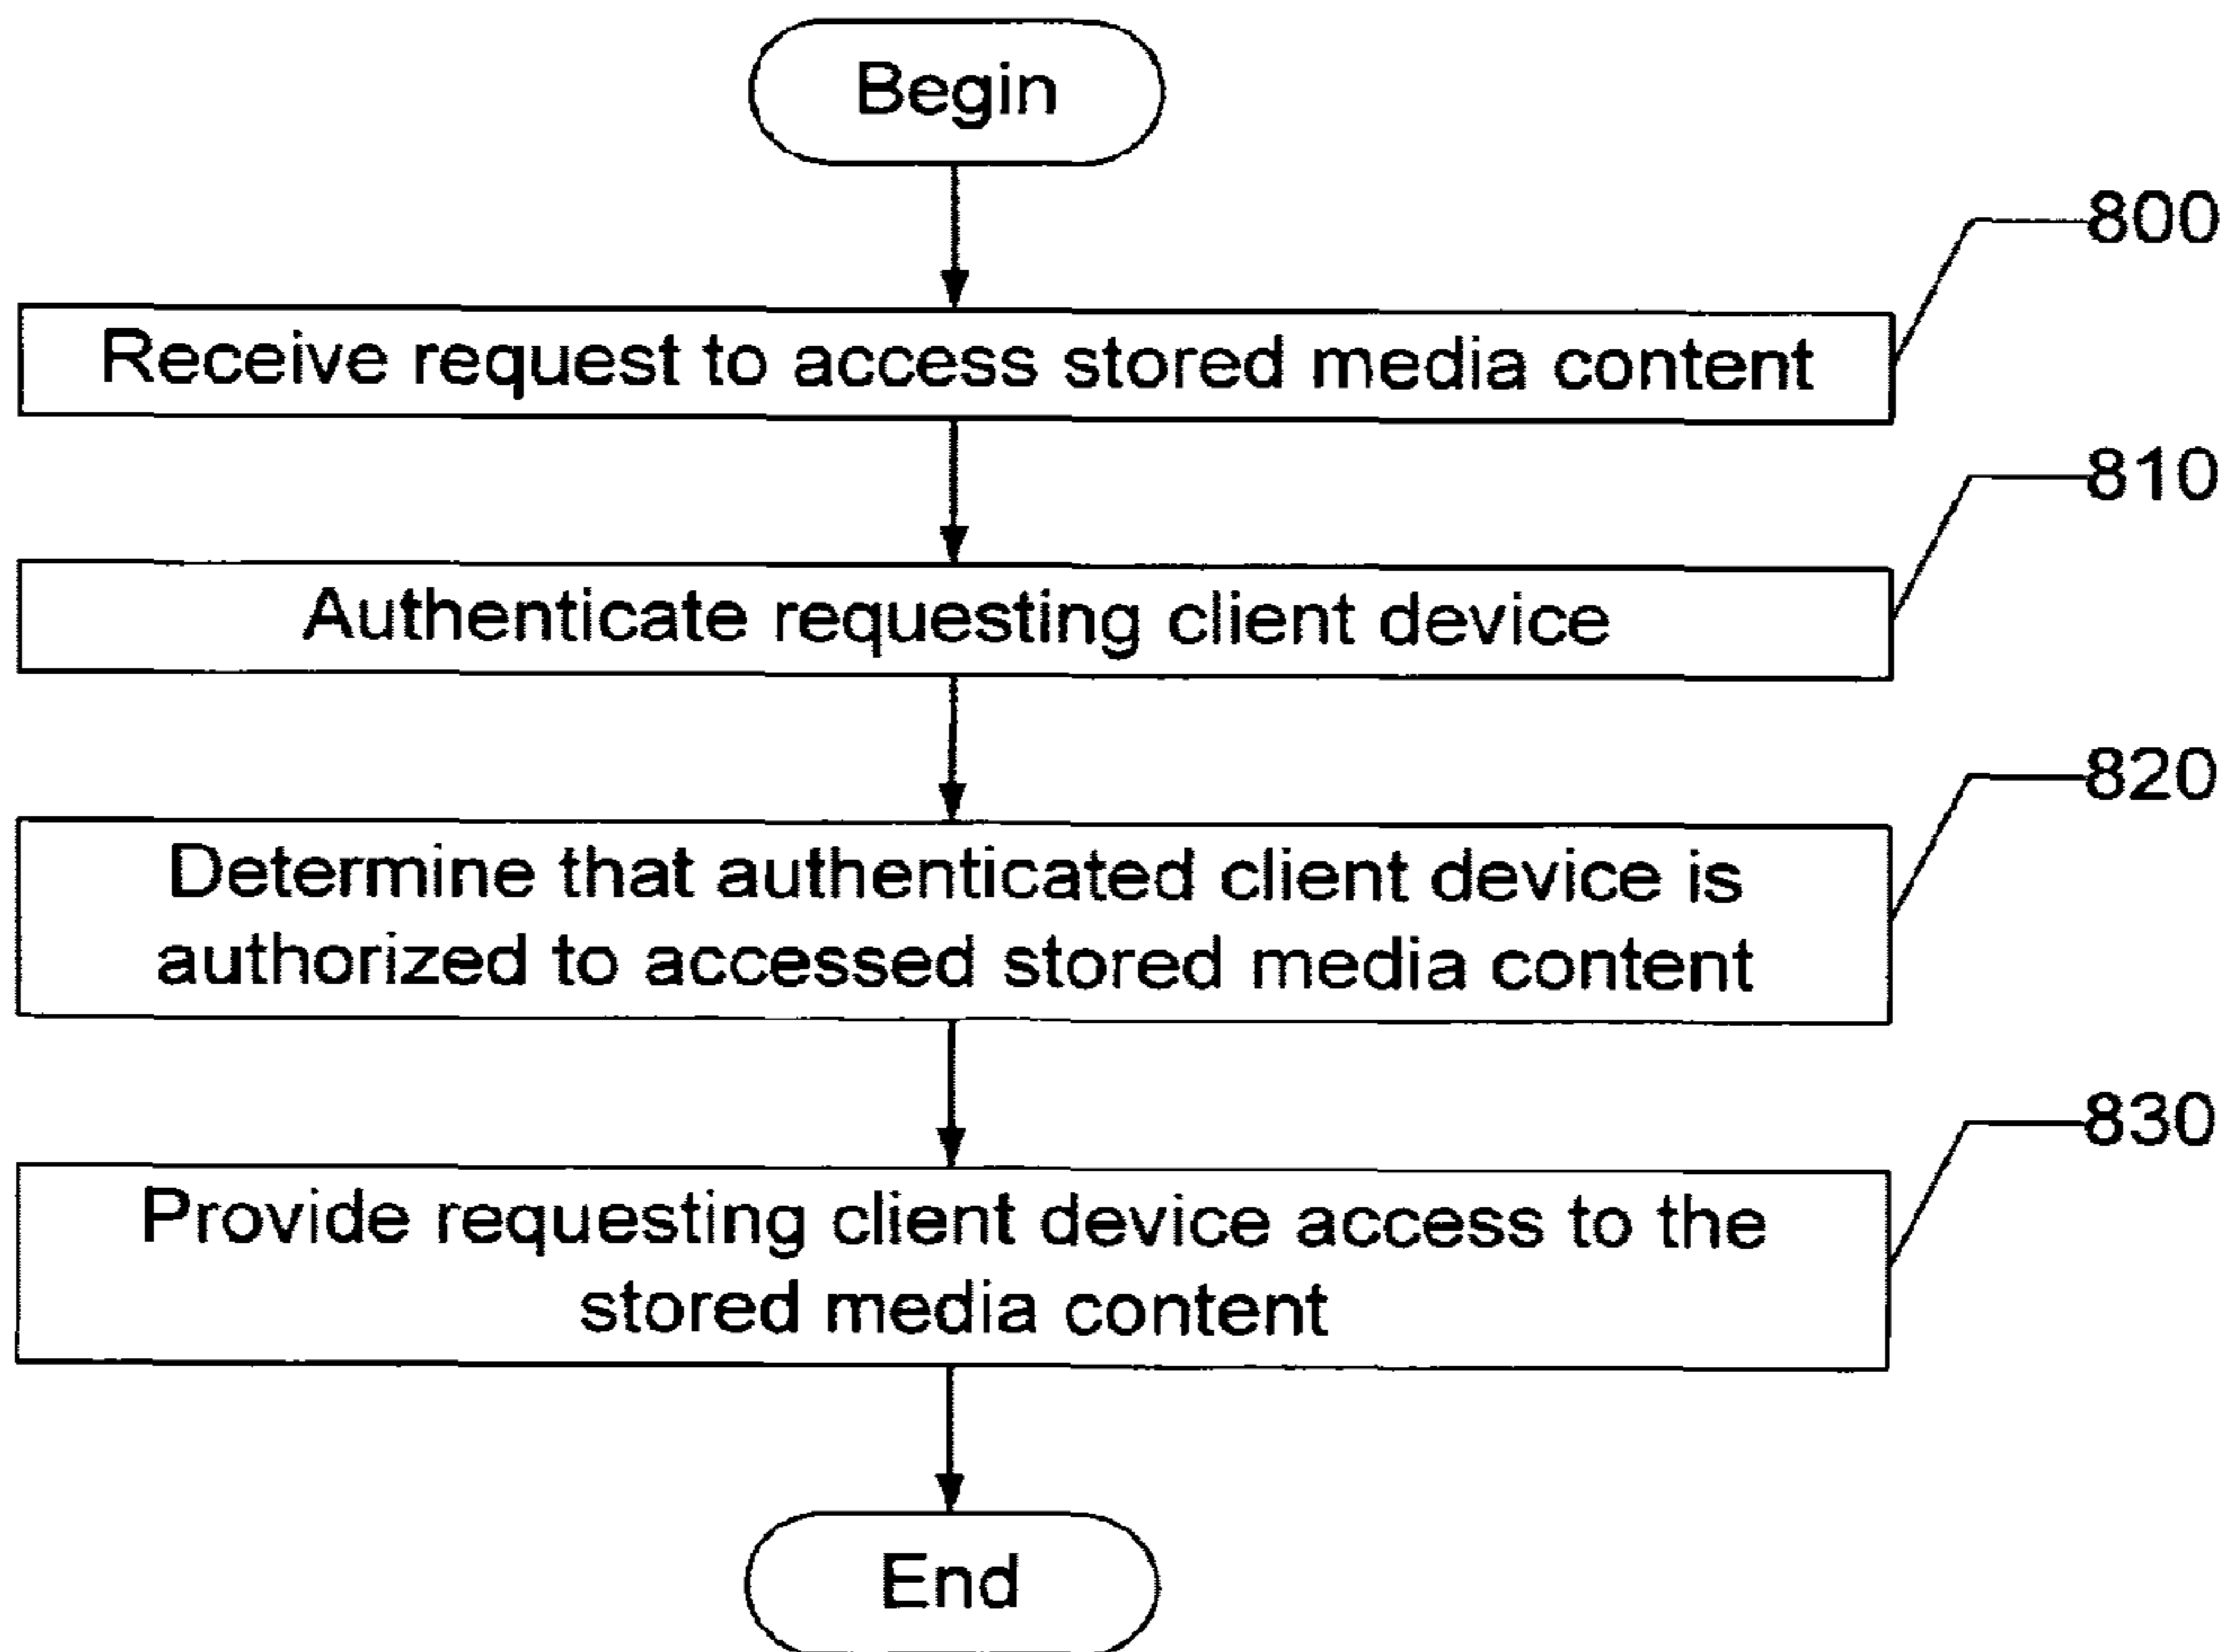 Begin
800
Receive request to access stored media content
810
Authenticate requesting client device
820
Determine that authenticated client device is
authorized to accessed stored media content
830
Provide requesting client device access to the
stored media content
End